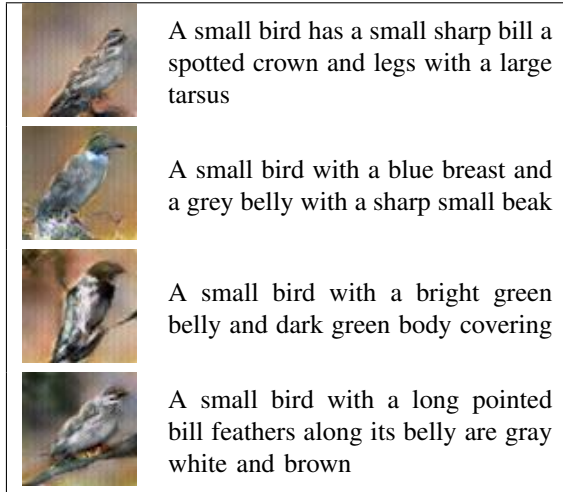 A small bird has a small sharp bill a
spotted crown and legs with a large
tarsus
A small bird with a blue breast and
a grey belly with a sharp small beak
A small bird with a bright green
belly and dark green body covering
A small bird with a long pointed
bill feathers along its belly are gray
white and brown